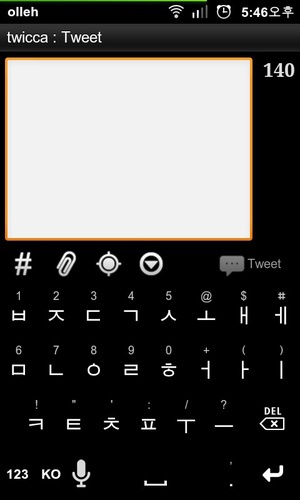 olleh 5:46오후
twicca : Tweet
140
# Tweet
1 2 3 4 5 @ $ #
ㅂ ㅈ ㄷ ㄱ ㅅ ㅗ ㅐ ㅔ
6 7 8 9 0 + ( )
ㅁ ㄴ ㅇ ㄹ ㅎ ㅓ ㅏ ㅣ
! " ' : / ? —
ㅋ ㅌ ㅊ ㅍ ㅜ ㅡ DEL
123 KO , .